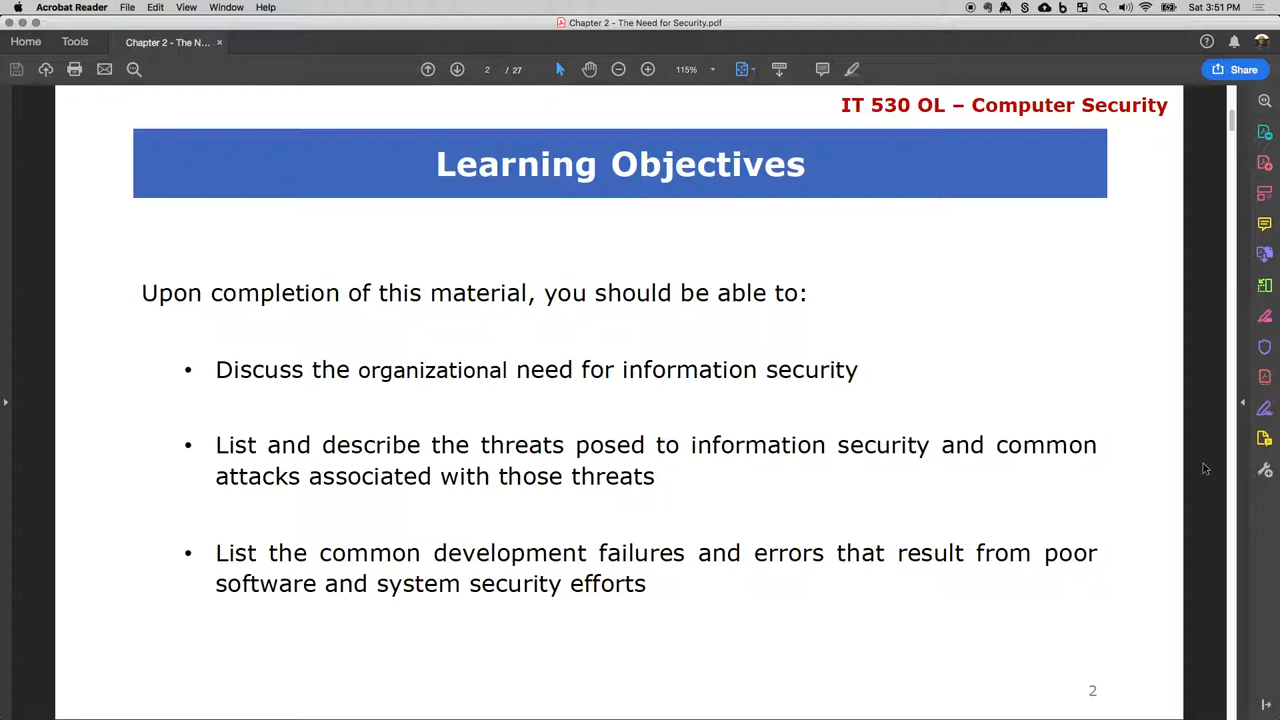 Acrobat Reader File Edit View Window Help Sat 3:51 PM
Chapter 2 - The Need for Security.pdf
Home Tools Chapter 2 - The N... ×
2 / 27 115% Share
IT 530 OL – Computer Security
Learning Objectives
Upon completion of this material, you should be able to:
• Discuss the organizational need for information security
• List and describe the threats posed to information security and common
attacks associated with those threats
• List the common development failures and errors that result from poor
software and system security efforts
2